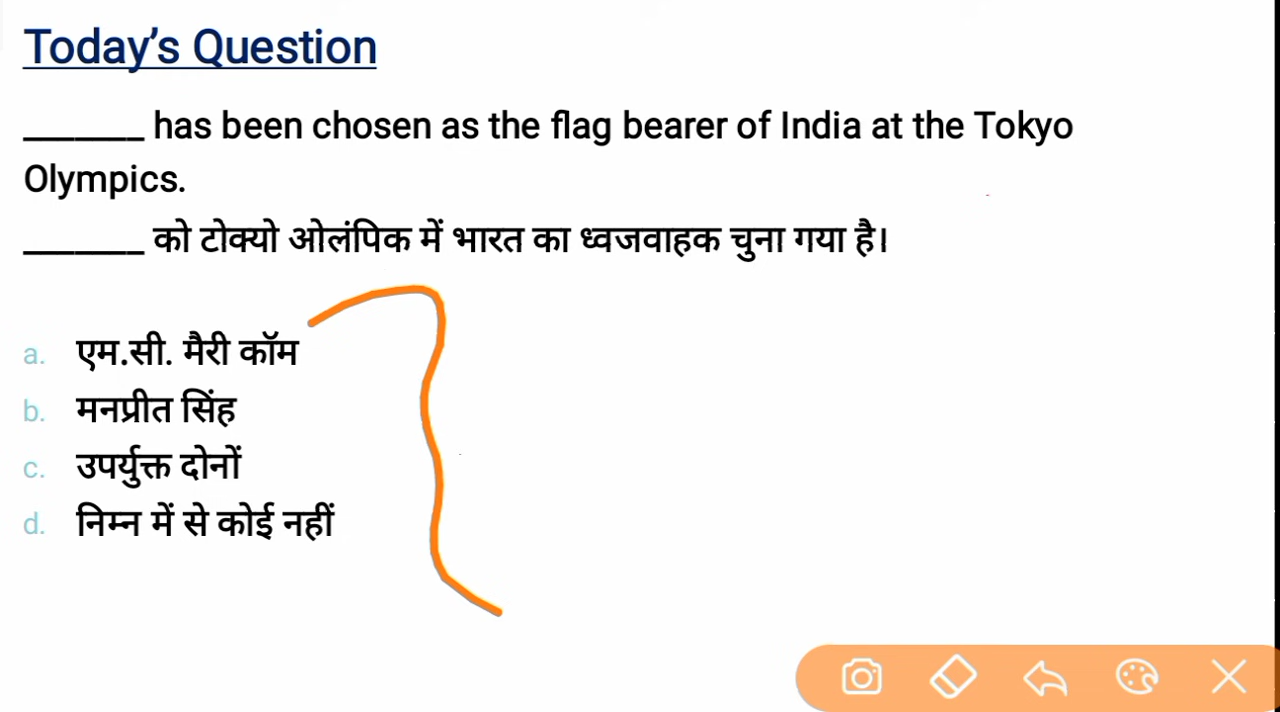 Today's Question
_______ has been chosen as the flag bearer of India at the Tokyo
Olympics.
_______ को टोक्यो ओलंपिक में भारत का ध्वजवाहक चुना गया है।
a. एम.सी. मैरी कॉम
b. मनप्रीत सिंह
c. उपर्युक्त दोनों
d. निम्न में से कोई नहीं